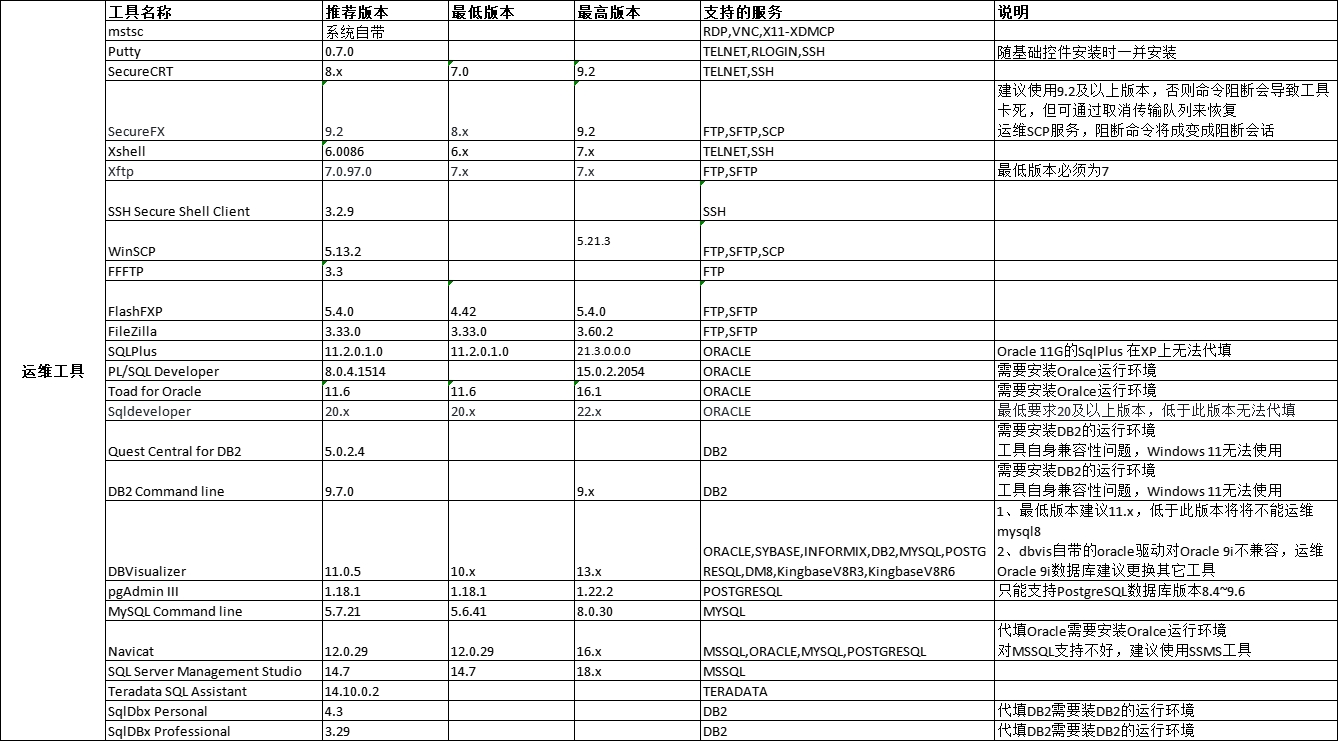 工具名称 推荐版本 最低版本 最高版本 支持的服务 说明
mstsc 系统自带 RDP,VNC,X11-XDMCP
Putty 0.7.0 TELNET,RLOGIN,SSH 随基础控件安装时一并安装
SecureCRT 8.x 7.0 9.2 TELNET,SSH
建议使用9.2及以上版本，否则命令阻断会导致工具
卡死，但可通过取消传输队列来恢复
SecureFX 9.2 8.x 9.2 FTP,SFTP,SCP 运维SCP服务，阻断命令将成变成阻断会话
Xshell 6.0086 6.x 7.x TELNET,SSH
Xftp 7.0.97.0 7.x 7.x FTP,SFTP 最低版本必须为7
SSH Secure Shell Client 3.2.9 SSH
WinSCP 5.13.2 5.21.3 FTP,SFTP,SCP
FFFTP 3.3 FTP
FlashFXP 5.4.0 4.42 5.4.0 FTP,SFTP
FileZilla 3.33.0 3.33.0 3.60.2 FTP,SFTP
SQLPlus 11.2.0.1.0 11.2.0.1.0 21.3.0.0.0 ORACLE Oracle 11G的SqlPlus 在XP上无法代填
运维工具
PL/SQL Developer 8.0.4.1514 15.0.2.2054 ORACLE 需要安装Oralce运行环境
Toad for Oracle 11.6 11.6 16.1 ORACLE 需要安装Oralce运行环境
Sqldeveloper 20.x 20.x 22.x ORACLE 最低要求20及以上版本，低于此版本无法代填
需要安装DB2的运行环境
Quest Central for DB2 5.0.2.4 DB2 工具自身兼容性问题，Windows 11无法使用
需要安装DB2的运行环境
DB2 Command line 9.7.0 9.x DB2 工具自身兼容性问题，Windows 11无法使用
1、最低版本建议11.x，低于此版本将将不能运维
mysql8
ORACLE,SYBASE,INFORMIX,DB2,MYSQL,POSTG 2、dbvis自带的oracle驱动对Oracle 9i不兼容，运维
DBVisualizer 11.0.5 10.x 13.x RESQL,DM8,KingbaseV8R3,KingbaseV8R6 Oracle 9i数据库建议更换其它工具
pgAdmin III 1.18.1 1.18.1 1.22.2 POSTGRESQL 只能支持PostgreSQL数据库版本8.4~9.6
MySQL Command line 5.7.21 5.6.41 8.0.30 MYSQL
代填Oracle需要安装Oralce运行环境
Navicat 12.0.29 12.0.29 16.x MSSQL,ORACLE,MYSQL,POSTGRESQL 对MSSQL支持不好，建议使用SSMS工具
SQL Server Management Studio 14.7 14.7 18.x MSSQL
Teradata SQL Assistant 14.10.0.2 TERADATA
SqlDbx Personal 4.3 DB2 代填DB2需要装DB2的运行环境
SqlDBx Professional 3.29 DB2 代填DB2需要装DB2的运行环境